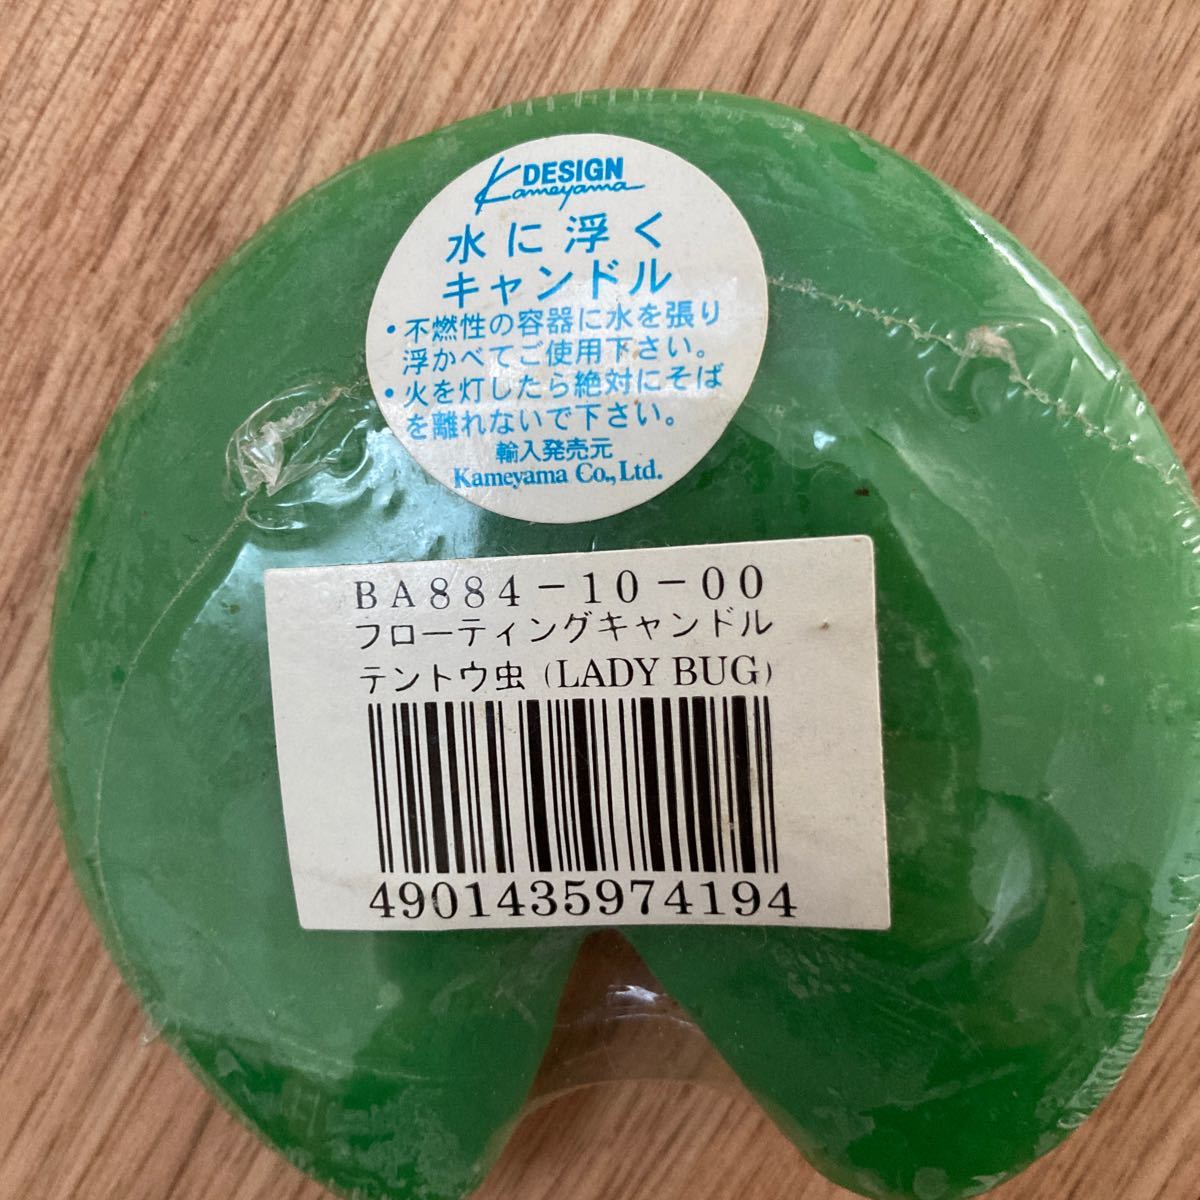 DESIGN
Kameyama
水に浮く
キャンドル
・不燃性の容器に水を張り
浮かべてご使用下さい。
・火を灯したら絶対にそば
を離れないで下さい。
輸入発売元
Kameyama Co., Ltd.
BA884-10-00
フローティングキャンドル
テントウ虫 (LADY BUG)
4901435974194